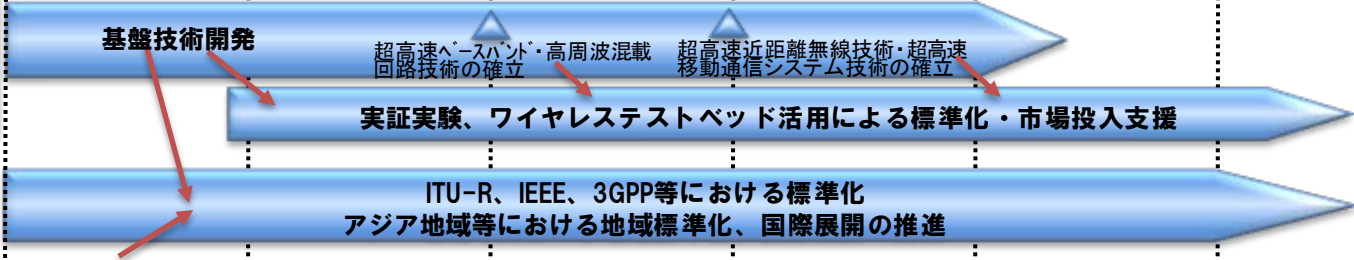 基盤技術開発
超高速ベースバンド・高周波混載
回路技術の確立
超高速近距離無線技術・超高速
移動通信システム技術の確立
実証実験、ワイヤレステストベッド活用による標準化・市場投入支援
ITU-R、IEEE、3GPP等における標準化
アジア地域等における地域標準化、国際展開の推進